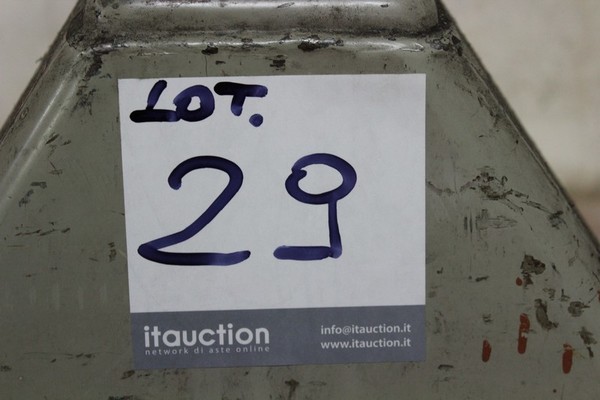 LOT.
29
itauction
network di aste online
info@itauction.it
www.itauction.it